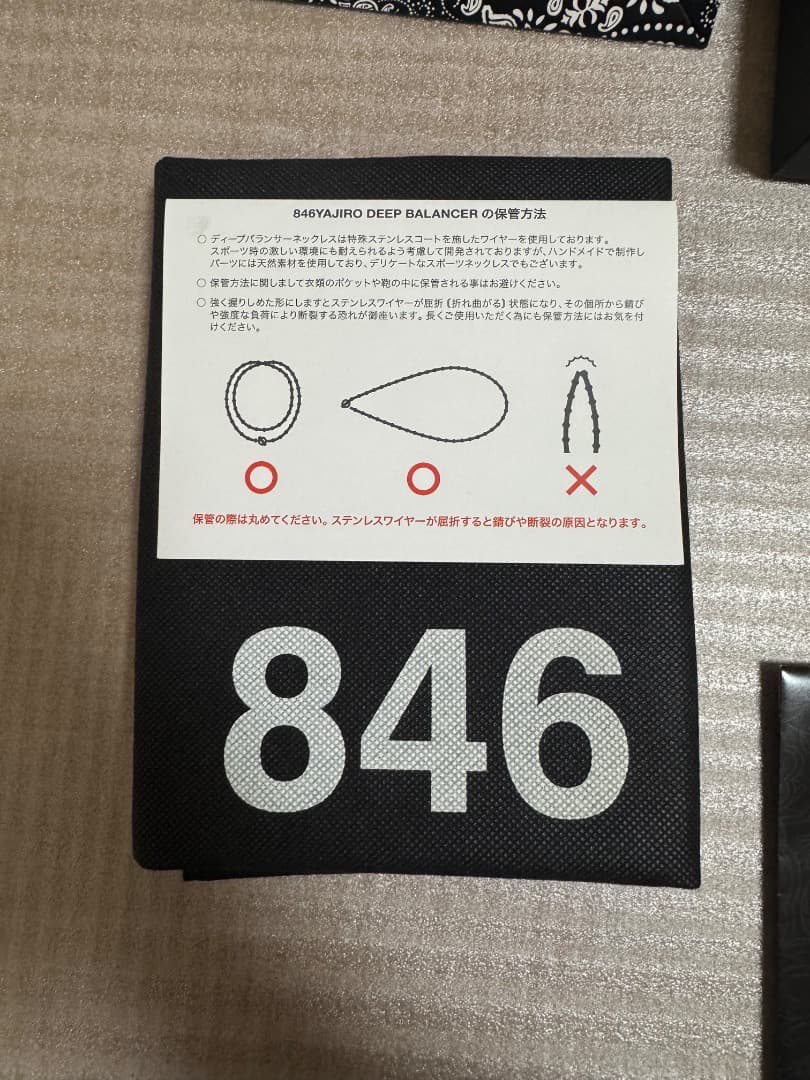 846YAJIRO DEEP BALANCER の保管方法
○ ディープバランサーネックレスは特殊ステンレスコートを施したワイヤーを使用しております。
スポーツ時の激しい環境にも耐えられるよう考慮して開発されておりますが、ハンドメイドで制作し
パーツには天然素材を使用しており、デリケートなスポーツネックレスでもございます。
○ 保管方法に関しまして衣類のポケットや鞄の中に保管される事はお避けください。
○ 強く握りしめた形にしますとステンレスワイヤーが屈折（折れ曲がる）状態になり、その個所から錆び
や強度な負荷により断裂する恐れが御座います。長くご使用いただく為にも保管方法にはお気を付
けください。
保管の際は丸めてください。ステンレスワイヤーが屈折すると錆びや断裂の原因となります。
846